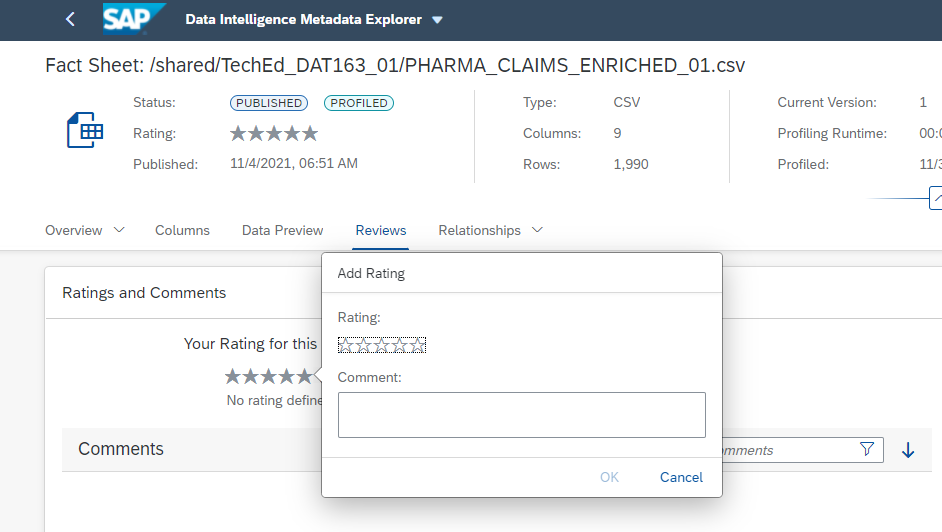 SAP Data Intelligence Metadata Explorer
Fact Sheet: /shared/TechEd_DAT163_01/PHARMA_CLAIMS_ENRICHED_01.csv
Status: PUBLISHED PROFILED Type: CSV Current Version: 1
Rating: Columns: 9 Profiling Runtime: 00:
Published: 11/4/2021, 06:51 AM Rows: 1,990 Profiled: 11/
Overview Columns Data Preview Reviews Relationships
Add Rating
Ratings and Comments
Rating:
Your Rating for this
Comment:
No rating define
Comments
omments
OK Cancel